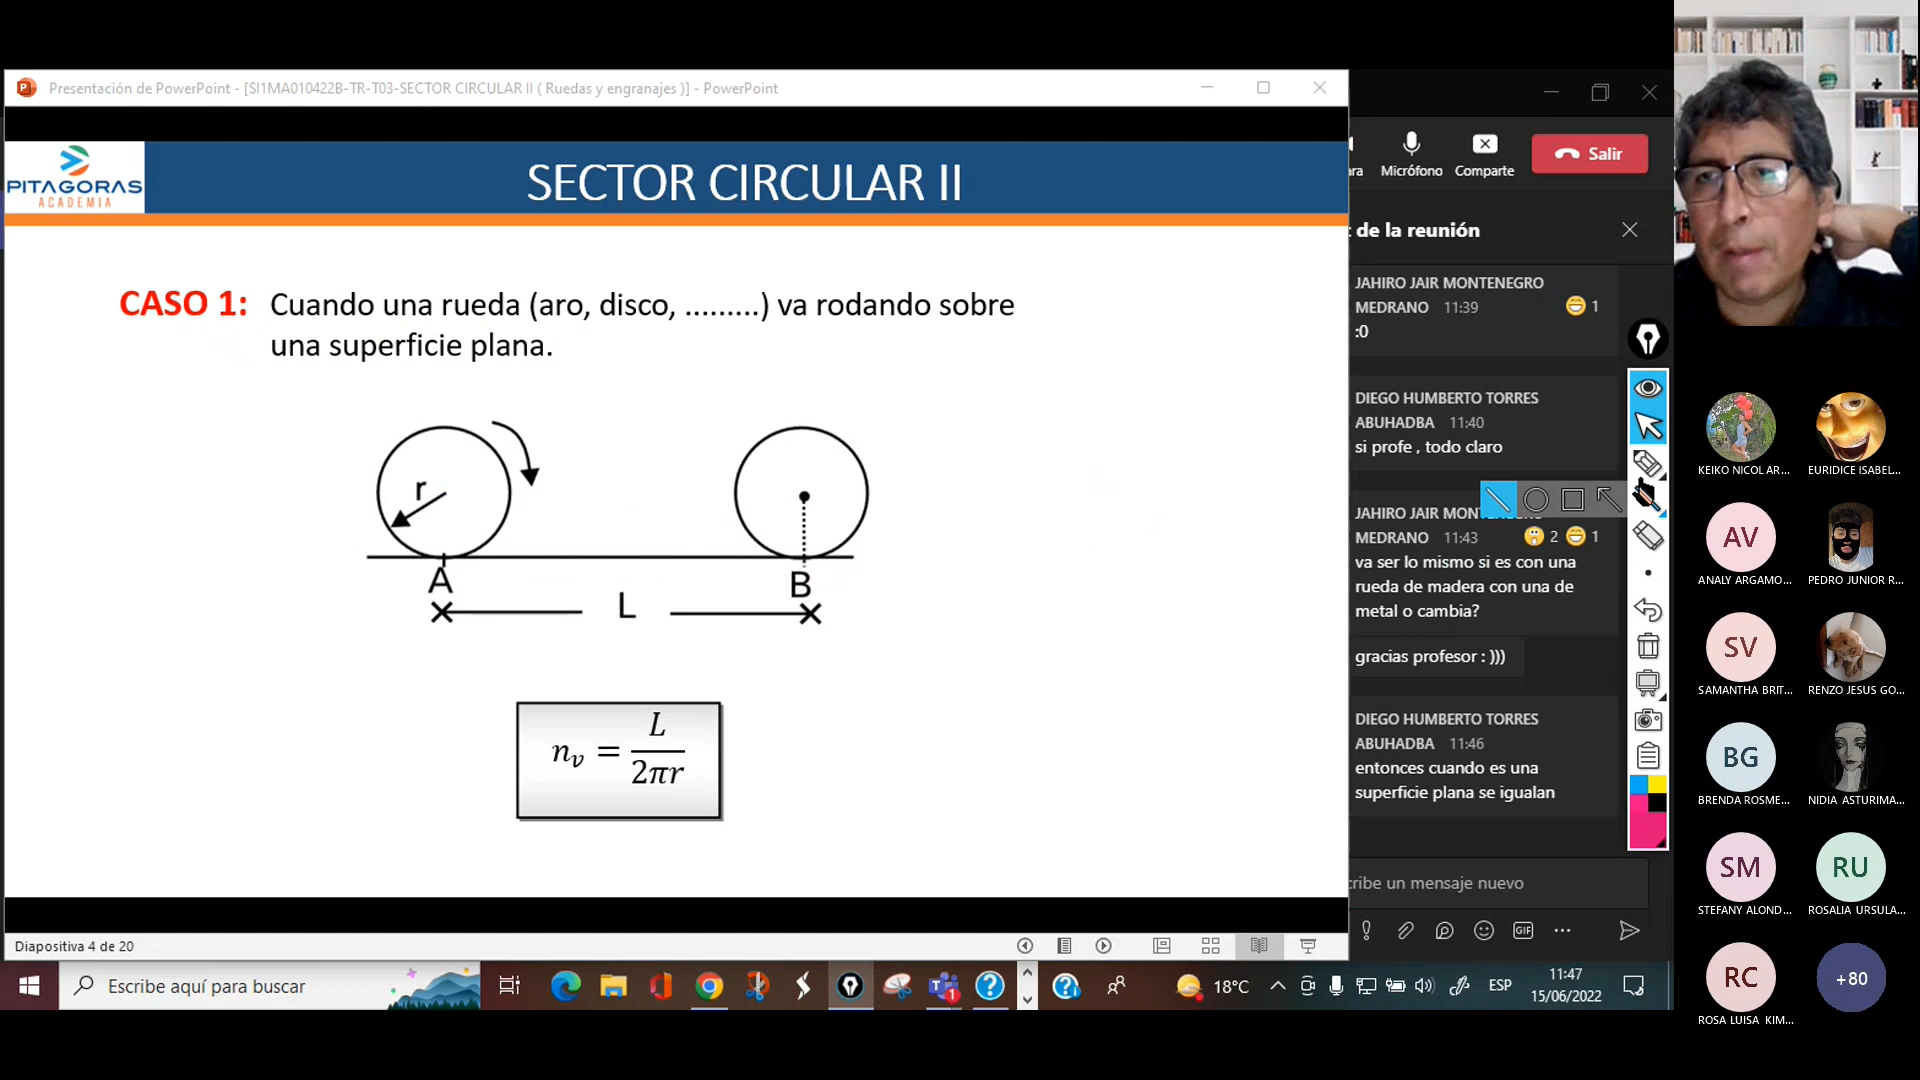 Presentación de PowerPoint - [SI1MA010422B-TR-T03-SECTOR CIRCULAR II ( Ruedas y engranajes )] - PowerPoint
PITAGORAS
ACADEMIA
SECTOR CIRCULAR II
CASO 1: Cuando una rueda (aro, disco, .........) va rodando sobre
una superficie plana.
r
A
B
L
n_v = L / 2πr
Diapositiva 4 de 20
ara
Micrófono
Comparte
Salir
de la reunión
JAHIRO JAIR MONTENEGRO
MEDRANO 11:39
1
:0
DIEGO HUMBERTO TORRES
ABUHADBA 11:40
si profe , todo claro
JAHIRO JAIR MON
MEDRANO 11:43
2 1
va ser lo mismo si es con una
rueda de madera con una de
metal o cambia?
gracias profesor : )))
DIEGO HUMBERTO TORRES
ABUHADBA 11:46
entonces cuando es una
superficie plana se igualan
cribe un mensaje nuevo
GIF
KEIKO NICOL AR...
EURIDICE ISABEL...
AV
ANALY ARGAMO...
PEDRO JUNIOR R...
SV
SAMANTHA BRIT...
RENZO JESUS GO...
BG
BRENDA ROSME...
NIDIA ASTURIMA...
SM
STEFANY ALOND...
RU
ROSALIA URSULA...
RC
ROSA LUISA KIM...
+80
Escribe aquí para buscar
1
18°C
ESP
11:47
15/06/2022